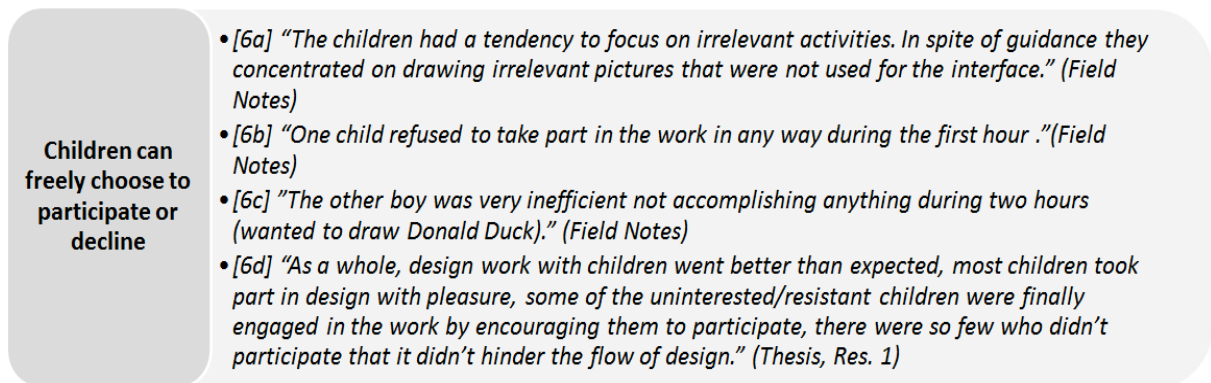 Children can
freely choose to
participate or
decline
• [6a] “The children had a tendency to focus on irrelevant activities. In spite of guidance they
concentrated on drawing irrelevant pictures that were not used for the interface.” (Field
Notes)
• [6b] “One child refused to take part in the work in any way during the first hour .”(Field
Notes)
• [6c] ”The other boy was very inefficient not accomplishing anything during two hours
(wanted to draw Donald Duck).” (Field Notes)
• [6d] “As a whole, design work with children went better than expected, most children took
part in design with pleasure, some of the uninterested/resistant children were finally
engaged in the work by encouraging them to participate, there were so few who didn’t
participate that it didn’t hinder the flow of design.” (Thesis, Res. 1)